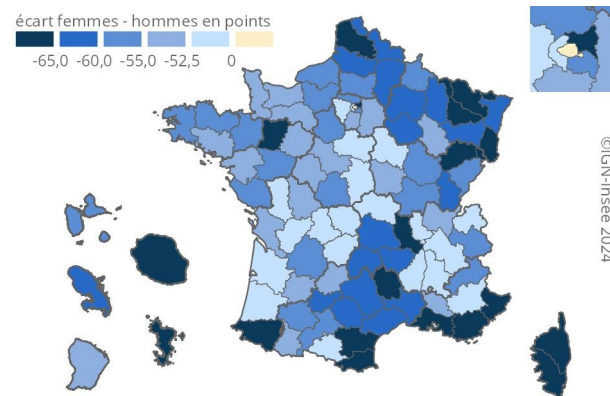 écart femmes - hommes en points
-65,0 -60,0 -55,0 -52,5 0
©IGN-Insee 2024